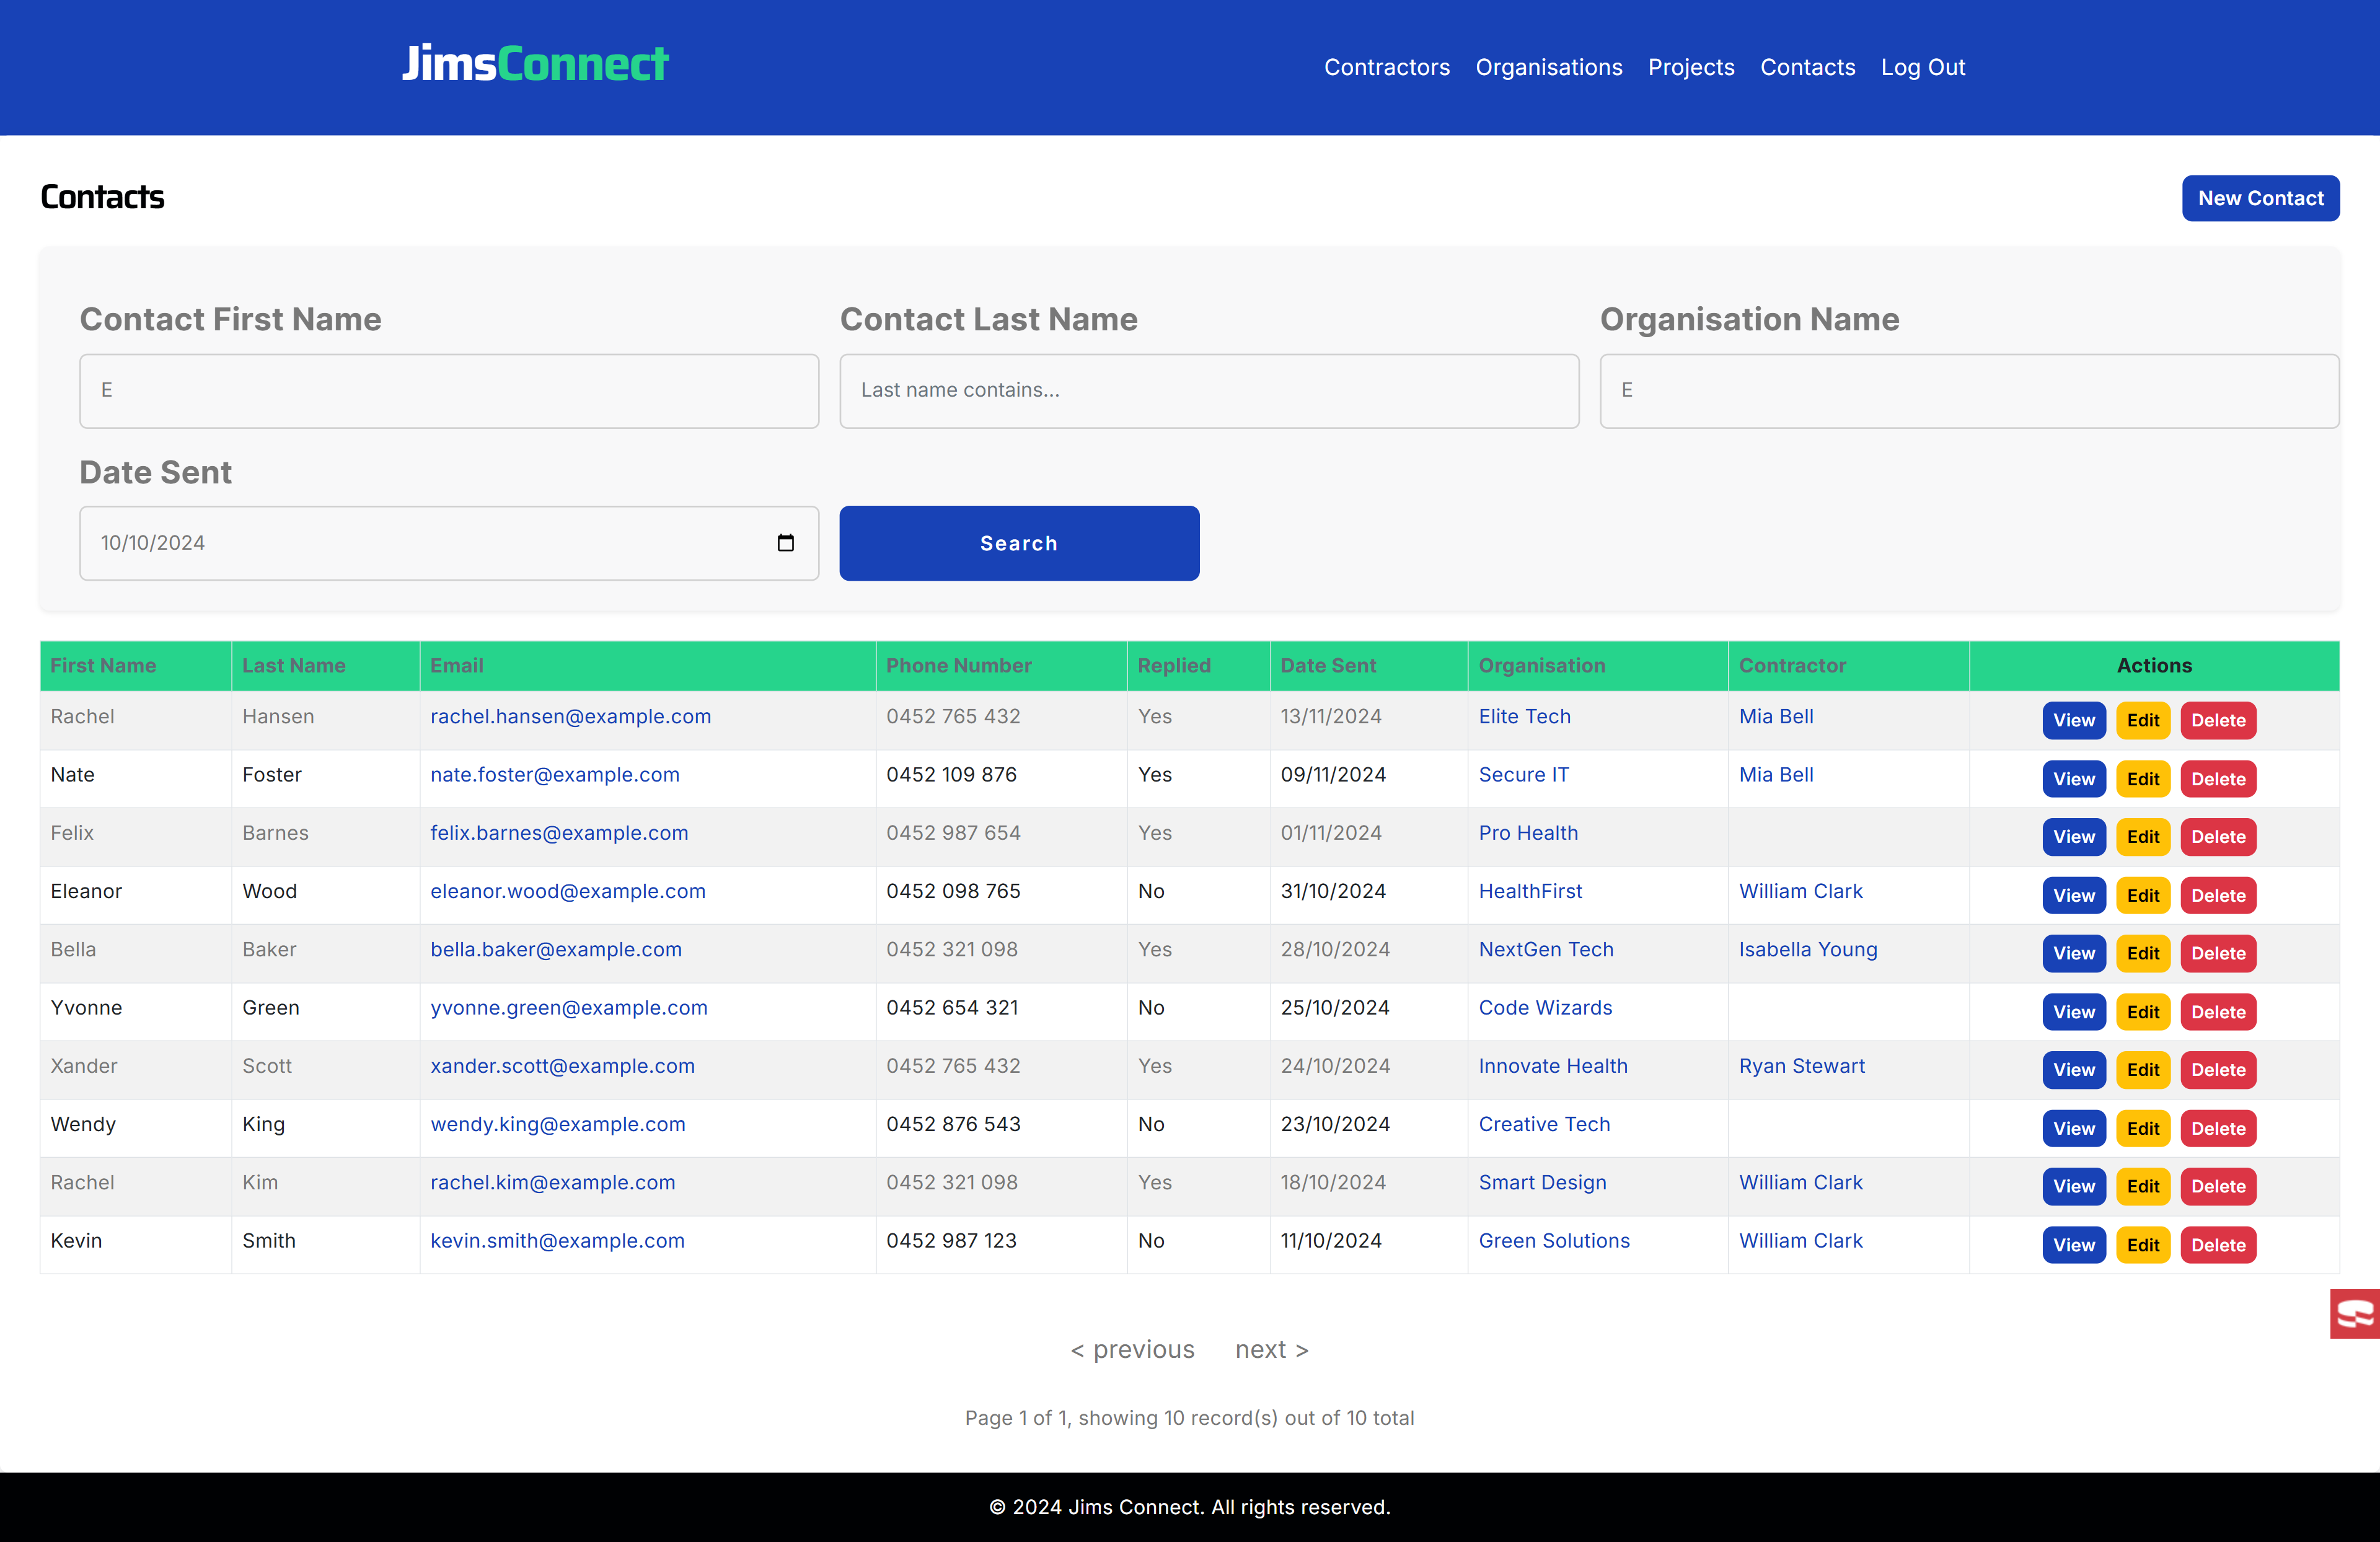 JimsConnect
Contractors Organisations Projects Contacts Log Out
Contacts
New Contact
Contact First Name Contact Last Name Organisation Name
E Last name contains... E
Date Sent
10/10/2024 Search
First Name Last Name Email Phone Number Replied Date Sent Organisation Contractor Actions
Rachel Hansen rachel.hansen@example.com 0452 765 432 Yes 13/11/2024 Elite Tech Mia Bell View Edit Delete
Nate Foster nate.foster@example.com 0452 109 876 Yes 09/11/2024 Secure IT Mia Bell View Edit Delete
Felix Barnes felix.barnes@example.com 0452 987 654 Yes 01/11/2024 Pro Health View Edit Delete
Eleanor Wood eleanor.wood@example.com 0452 098 765 No 31/10/2024 HealthFirst William Clark View Edit Delete
Bella Baker bella.baker@example.com 0452 321 098 Yes 28/10/2024 NextGen Tech Isabella Young View Edit Delete
Yvonne Green yvonne.green@example.com 0452 654 321 No 25/10/2024 Code Wizards View Edit Delete
Xander Scott xander.scott@example.com 0452 765 432 Yes 24/10/2024 Innovate Health Ryan Stewart View Edit Delete
Wendy King wendy.king@example.com 0452 876 543 No 23/10/2024 Creative Tech View Edit Delete
Rachel Kim rachel.kim@example.com 0452 321 098 Yes 18/10/2024 Smart Design William Clark View Edit Delete
Kevin Smith kevin.smith@example.com 0452 987 123 No 11/10/2024 Green Solutions William Clark View Edit Delete
< previous next >
Page 1 of 1, showing 10 record(s) out of 10 total
© 2024 Jims Connect. All rights reserved.